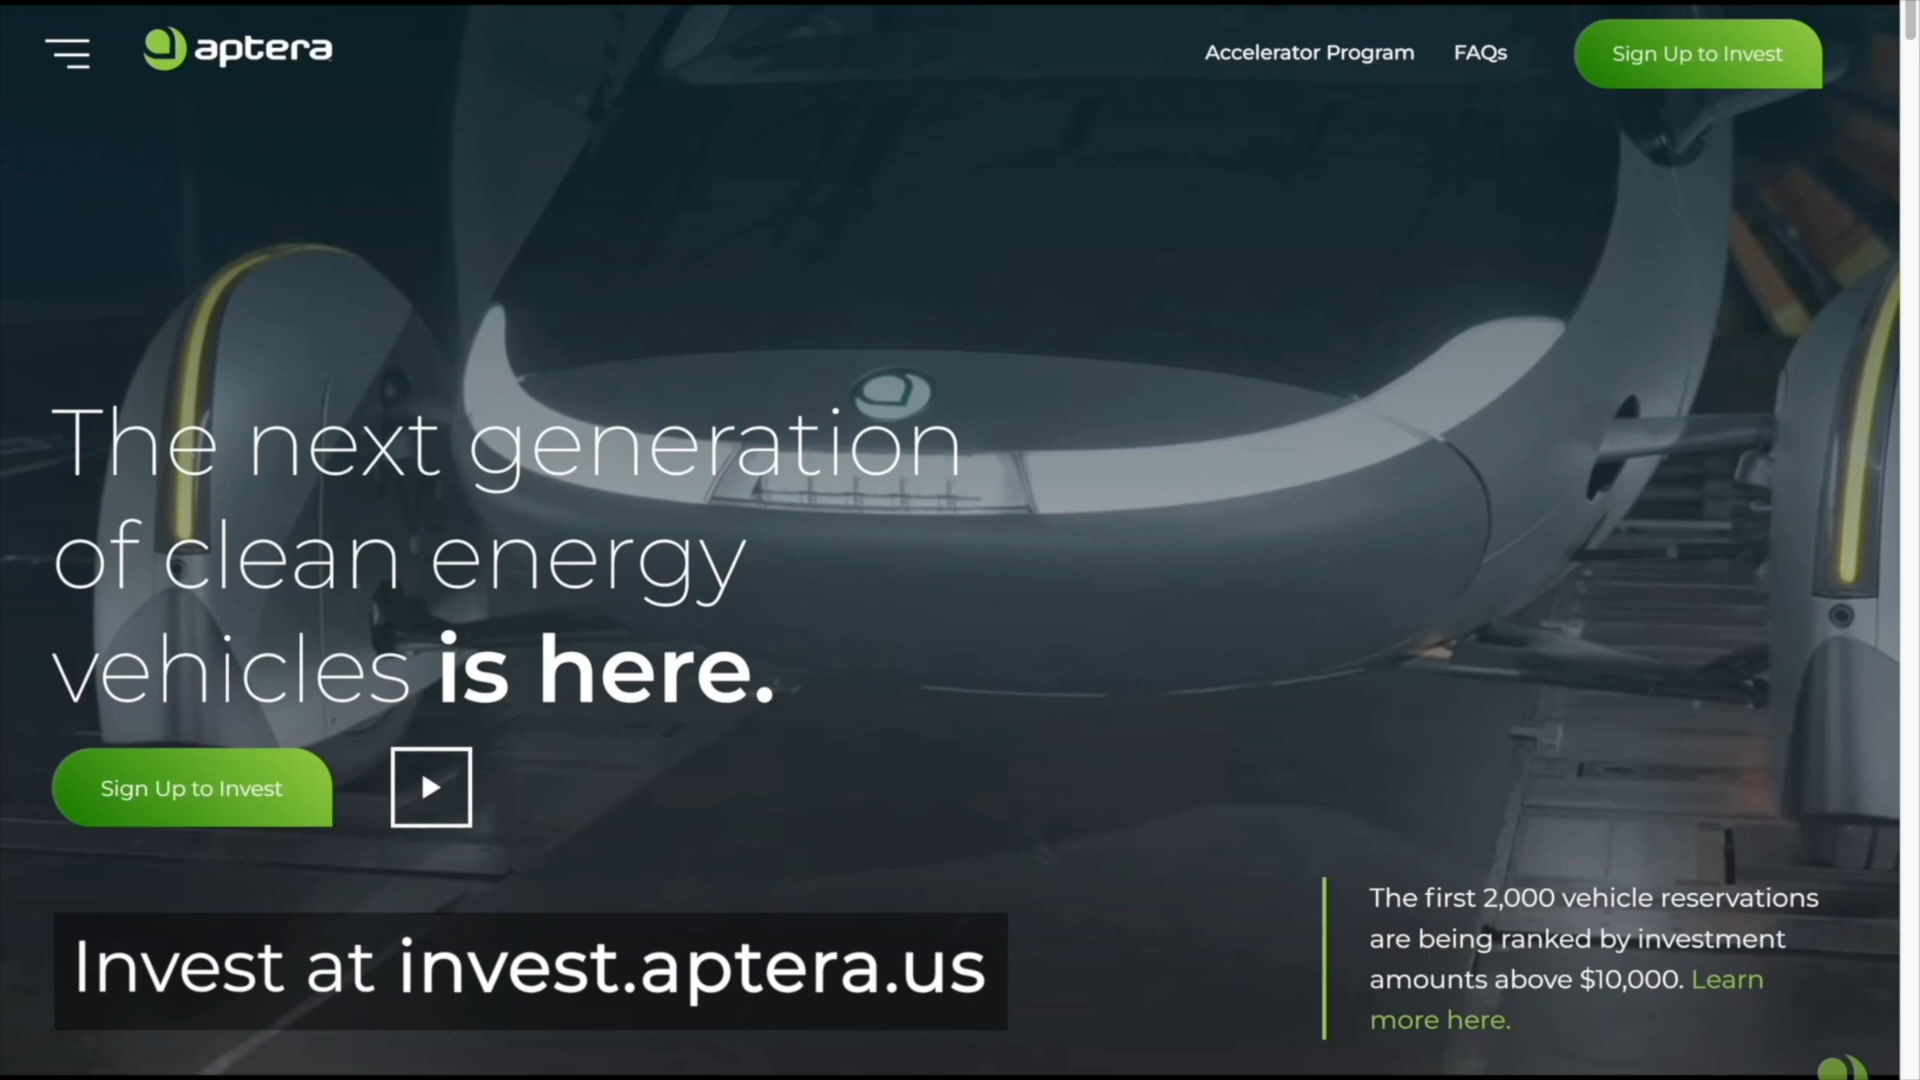 aptera
Accelerator Program
FAQs
Sign Up to Invest
The next generation
of clean energy
vehicles is here.
Sign Up to Invest
Invest at invest.aptera.us
The first 2,000 vehicle reservations
are being ranked by investment
amounts above $10,000. Learn
more here.